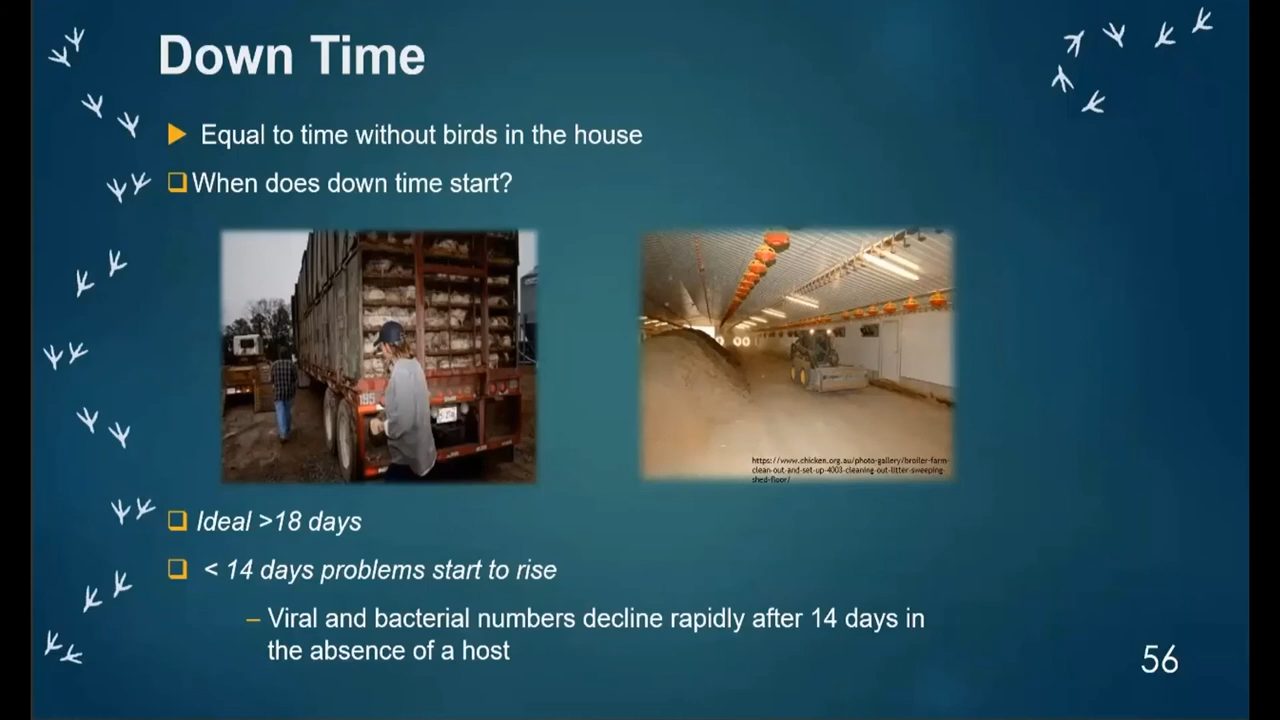 Down Time
Equal to time without birds in the house
When does down time start?
195
https://www.chicken.org.au/photo-gallery/broiler-farm-
clean-out-and-set-up-4003-cleaning-out-litter-sweeping-
shed-floor/
Ideal >18 days
< 14 days problems start to rise
– Viral and bacterial numbers decline rapidly after 14 days in
the absence of a host
56